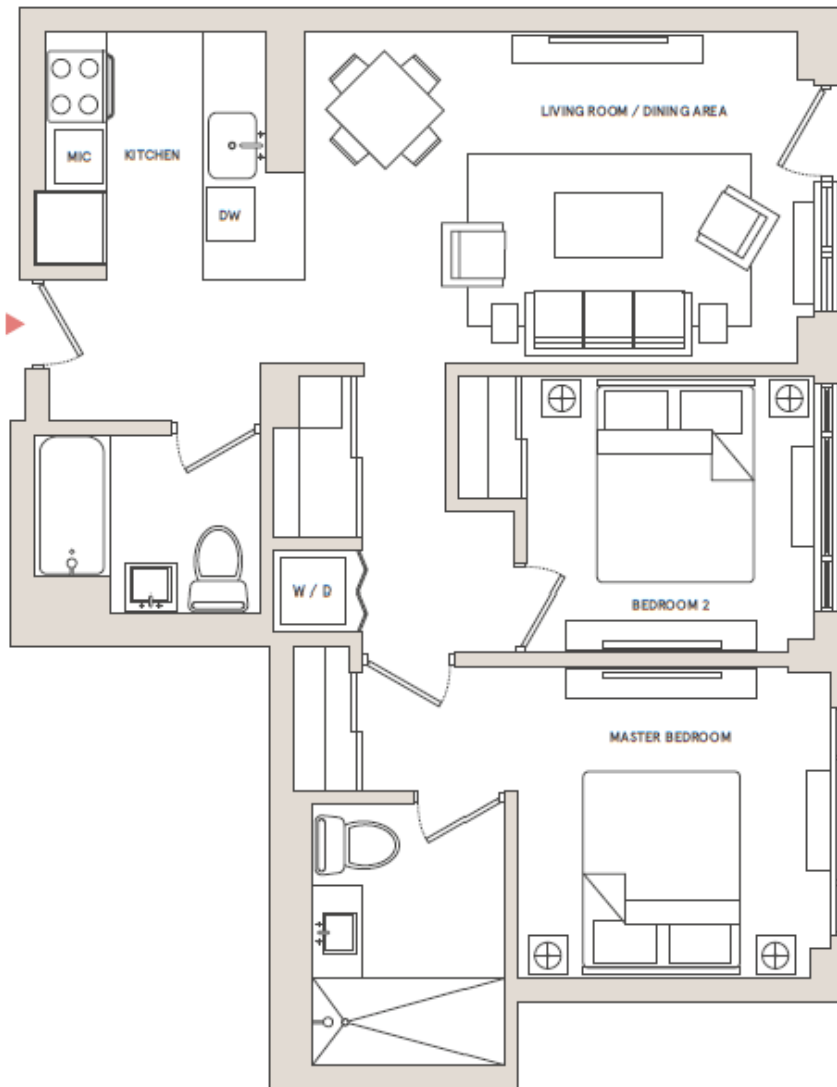 LIVING ROOM / DINING AREA
MIC
KITCHEN
DW
W / D
BEDROOM 2
MASTER BEDROOM